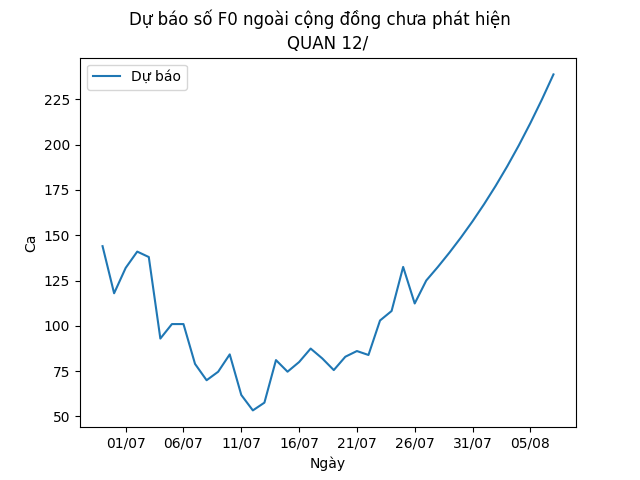 Dự báo số F0 ngoài cộng đồng chưa phát hiện
QUAN 12/
Dự báo
Ca
225
200
175
150
125
100
75
50
01/07 06/07 11/07 16/07 21/07 26/07 31/07 05/08
Ngày